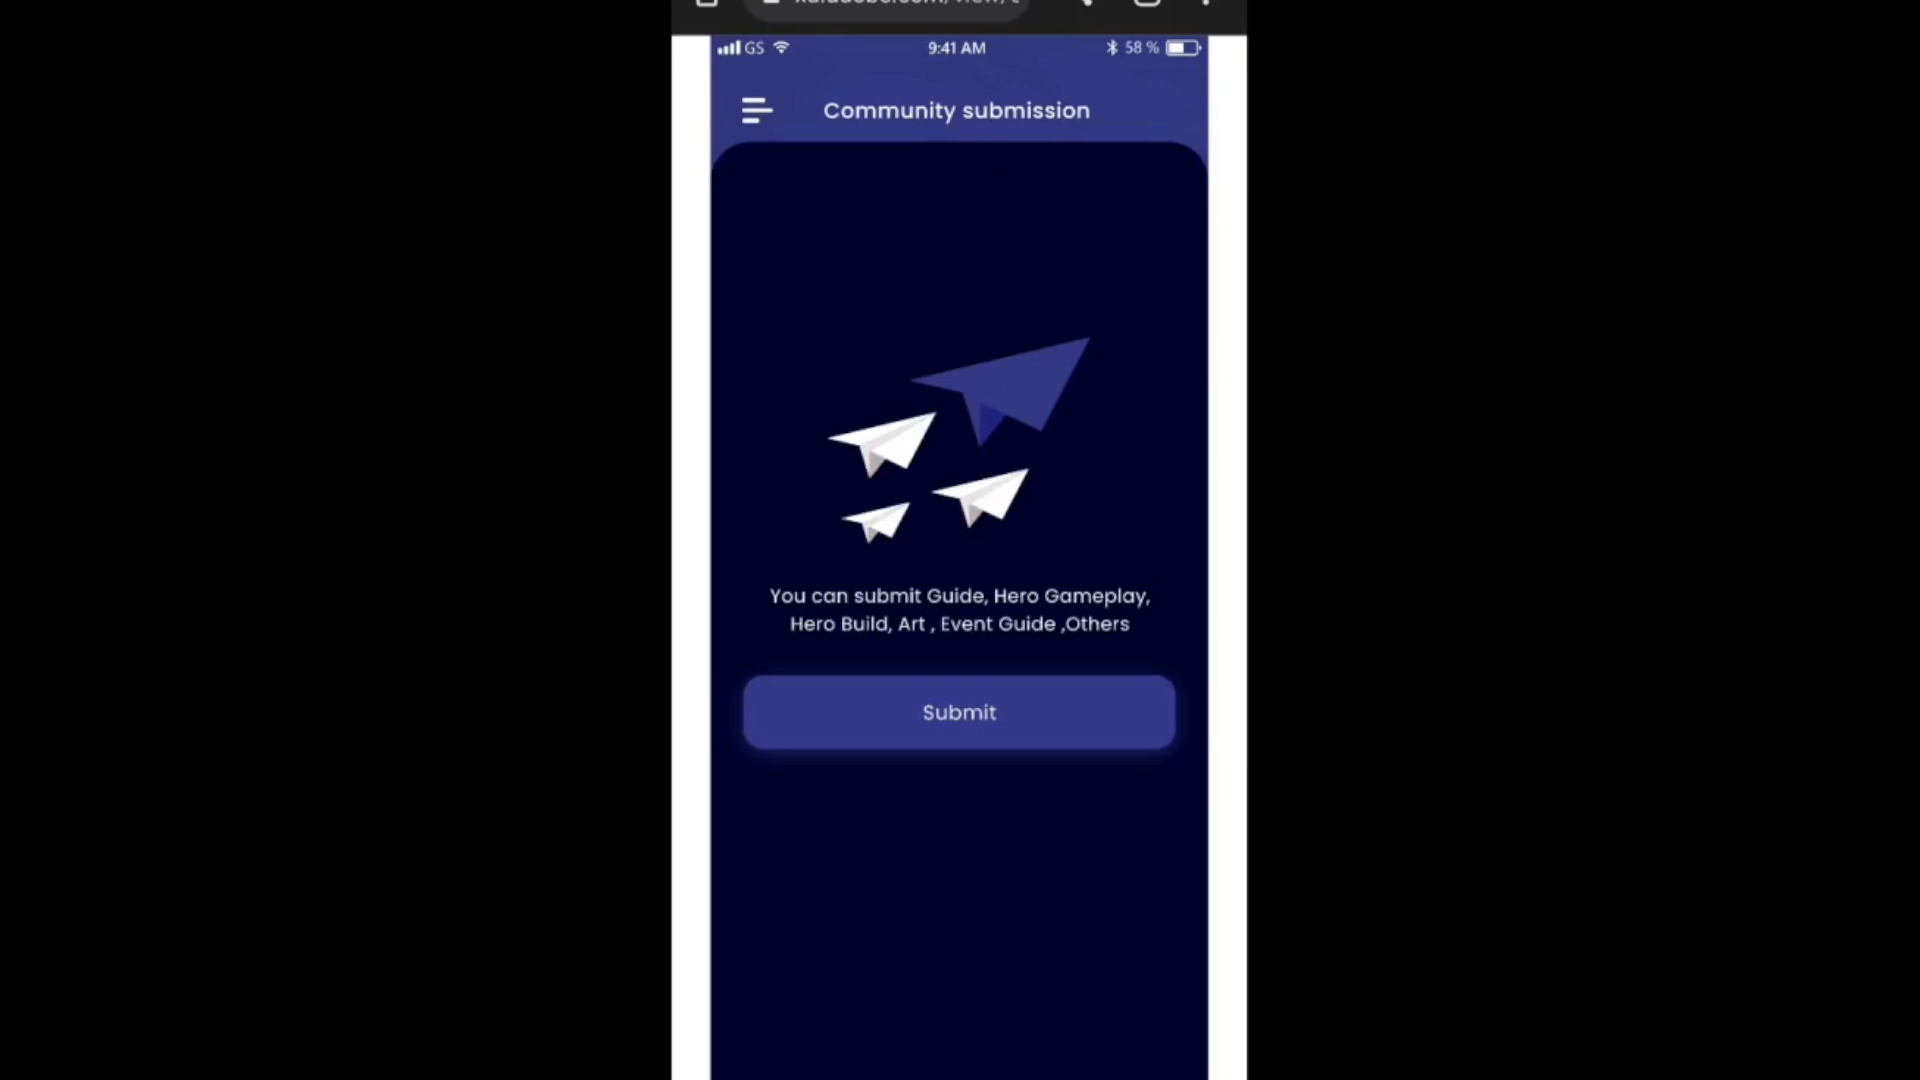 GS
9:41 AM
58 %
Community submission
You can submit Guide, Hero Gameplay,
Hero Build, Art , Event Guide ,Others
Submit